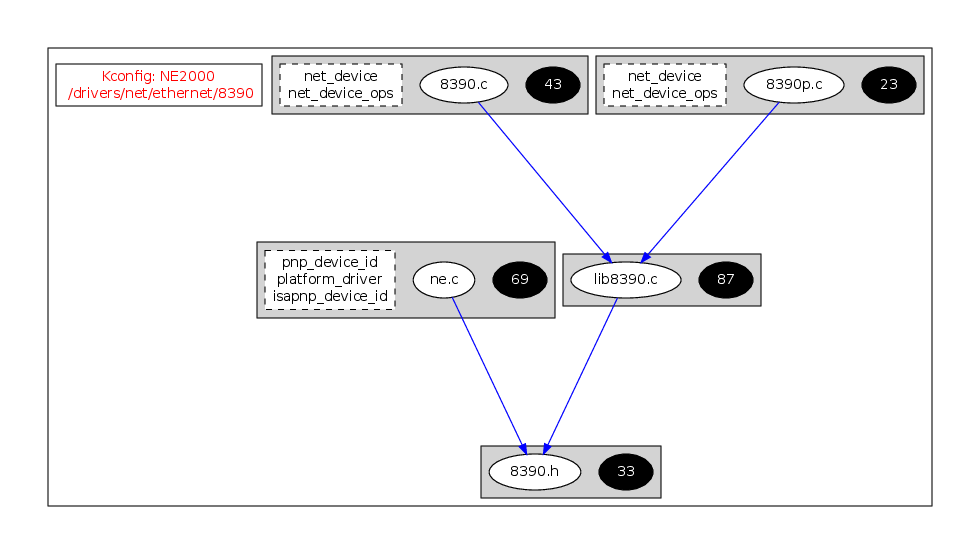 Kconfig: NE2000
/drivers/net/ethernet/8390
net_device
net_device_ops
8390.c
43
net_device
net_device_ops
8390p.c
23
pnp_device_id
platform_driver
isapnp_device_id
ne.c
69
lib8390.c
87
8390.h
33